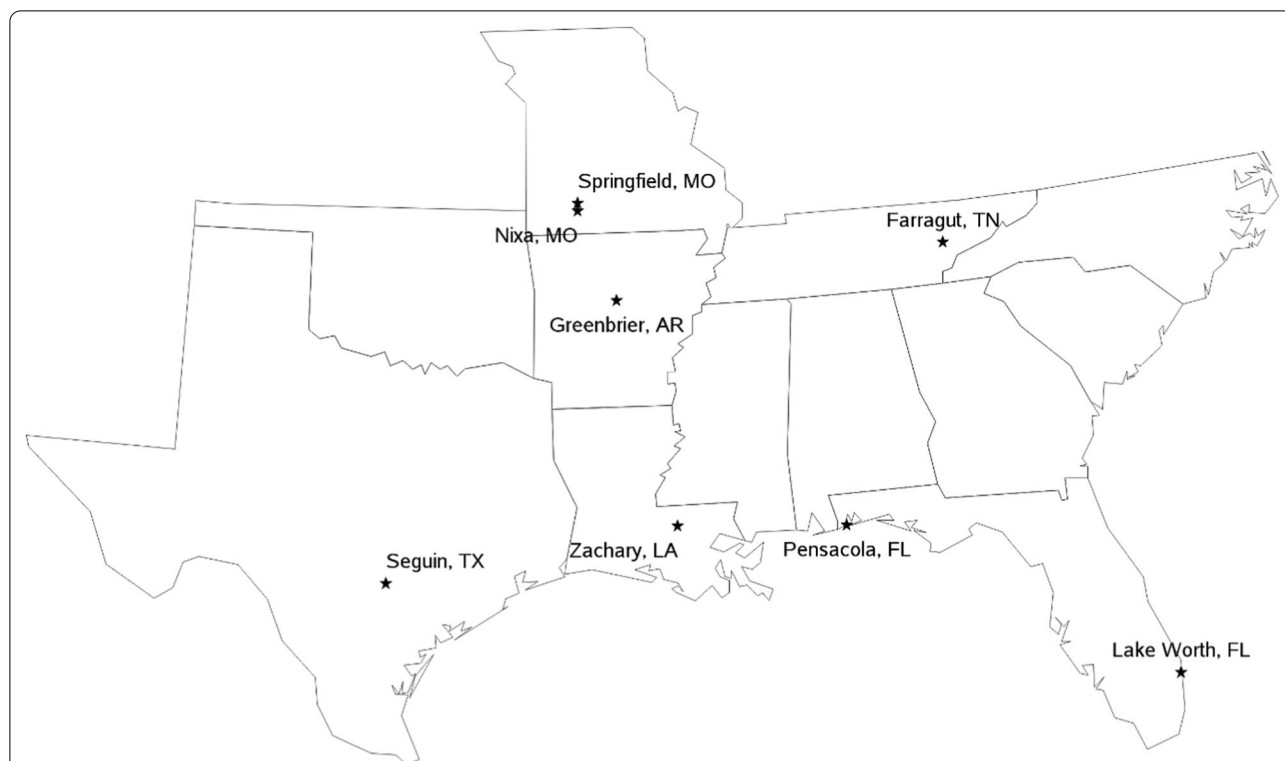 Springfield, MO
Nixa, MO
Farragut, TN
Greenbrier, AR
Seguin, TX
Zachary, LA
Pensacola, FL
Lake Worth, FL